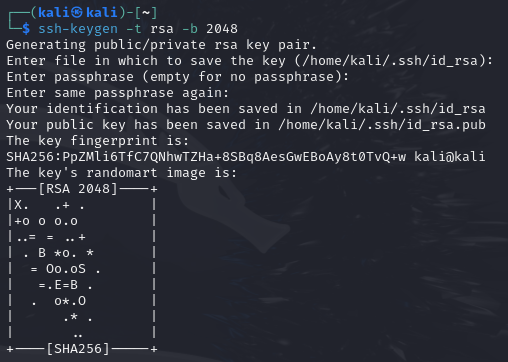 ┌──(kali㉿kali)-[~]
└─$ ssh-keygen -t rsa -b 2048
Generating public/private rsa key pair.
Enter file in which to save the key (/home/kali/.ssh/id_rsa):
Enter passphrase (empty for no passphrase):
Enter same passphrase again:
Your identification has been saved in /home/kali/.ssh/id_rsa
Your public key has been saved in /home/kali/.ssh/id_rsa.pub
The key fingerprint is:
SHA256:PpZMli6TfC7QNhwTZHa+8SBq8AesGwEBoAy8t0TvQ+w kali@kali
The key's randomart image is:
+---[RSA 2048]----+
|X.   .+ .        |
|+o o o.o         |
|..= = ..+        |
| . B *o. *       |
|  = Oo.oS .      |
|   =.E=B .       |
|  .  o*.O        |
|      .* .       |
|       ..        |
+----[SHA256]-----+